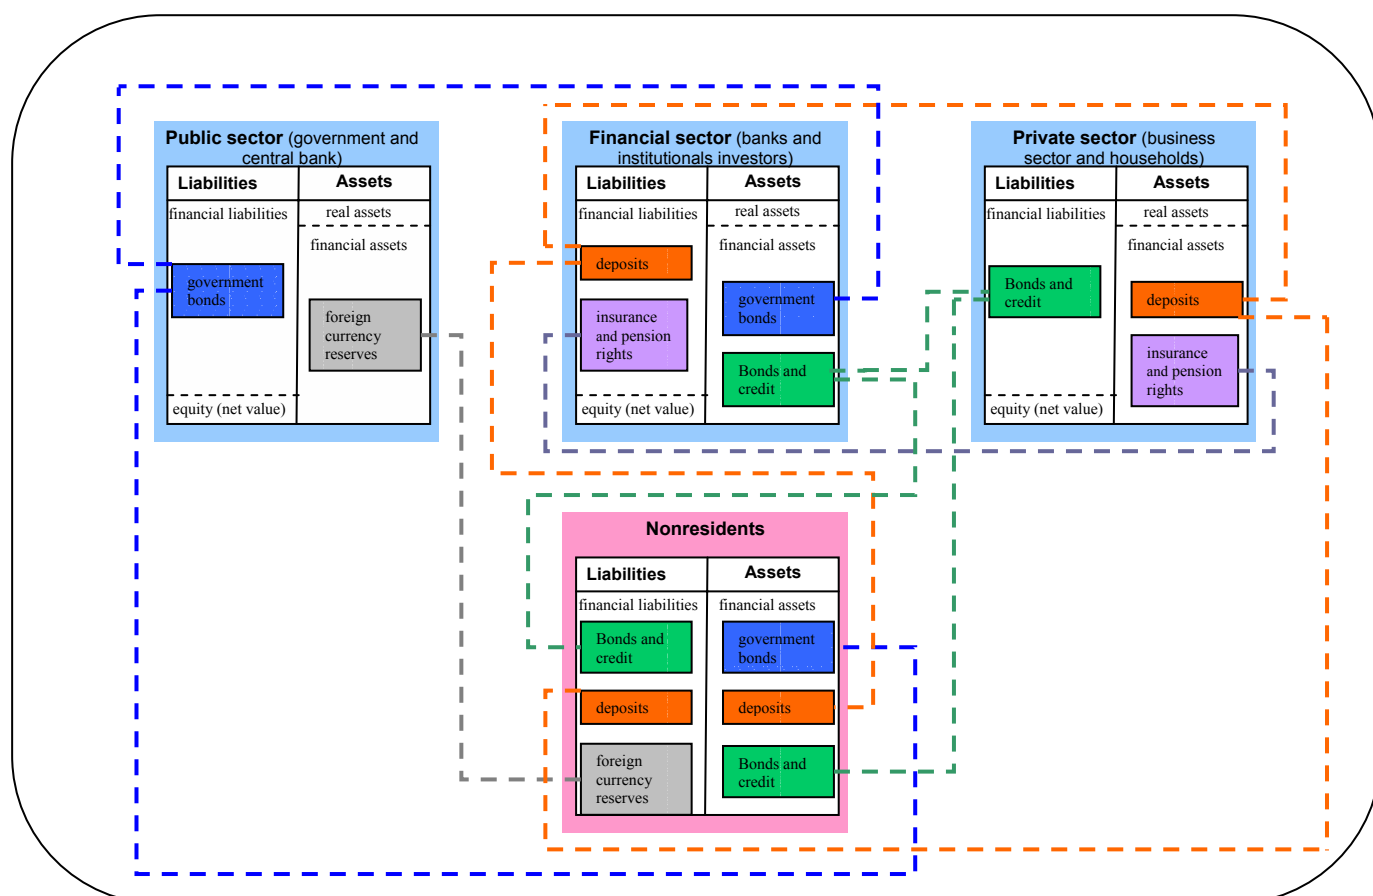 Public sector (government and
central bank)
Liabilities
Assets
financial liabilities
real assets
financial assets
government
bonds
foreign
currency
reserves
equity (net value)
Financial sector (banks and
institutionals investors)
Liabilities
Assets
financial liabilities
real assets
financial assets
deposits
insurance
and pension
rights
government
bonds
Bonds and
credit
equity (net value)
Private sector (business
sector and households)
Liabilities
Assets
financial liabilities
real assets
financial assets
Bonds and
credit
deposits
insurance
and pension
rights
equity (net value)
Nonresidents
Liabilities
Assets
financial liabilities
financial assets
Bonds and
credit
deposits
foreign
currency
reserves
government
bonds
deposits
Bonds and
credit